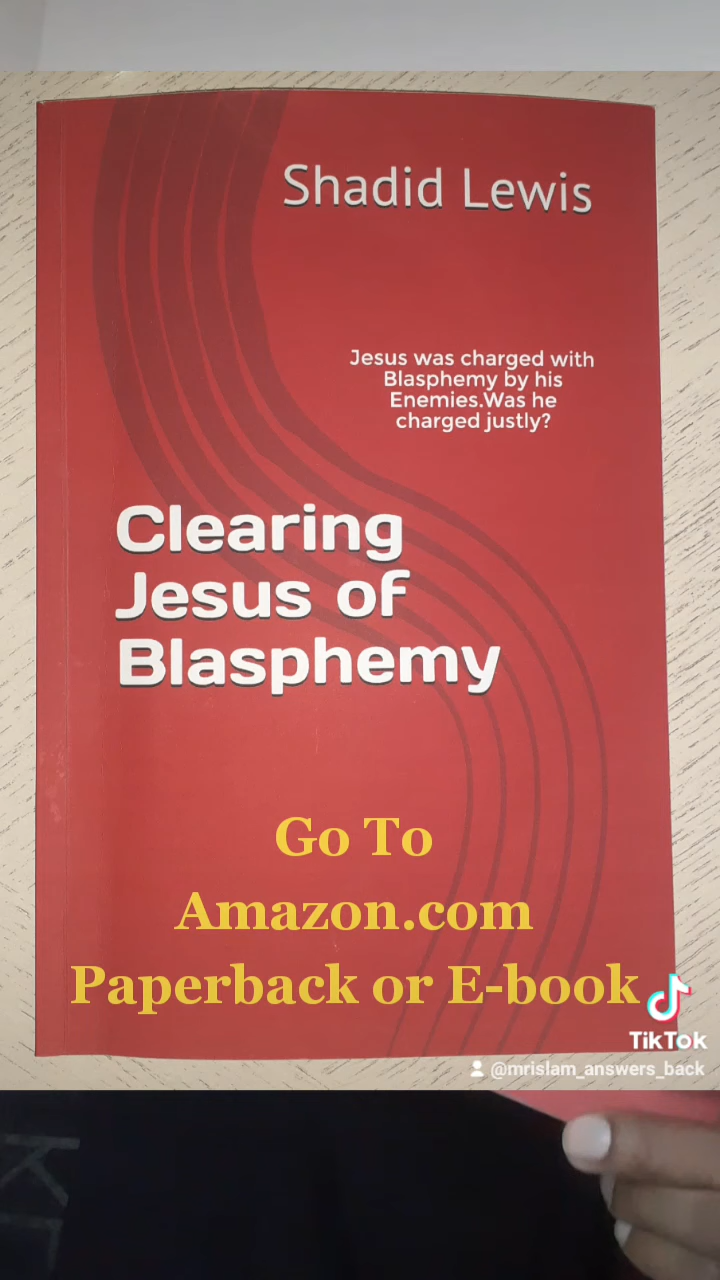 Shadid Lewis
Jesus was charged with
Blasphemy by his
Enemies.Was he
charged justly?
Clearing
Jesus of
Blasphemy
Go To
Amazon.com
Paperback or E-book
TikTok
@mrislam_answers_back